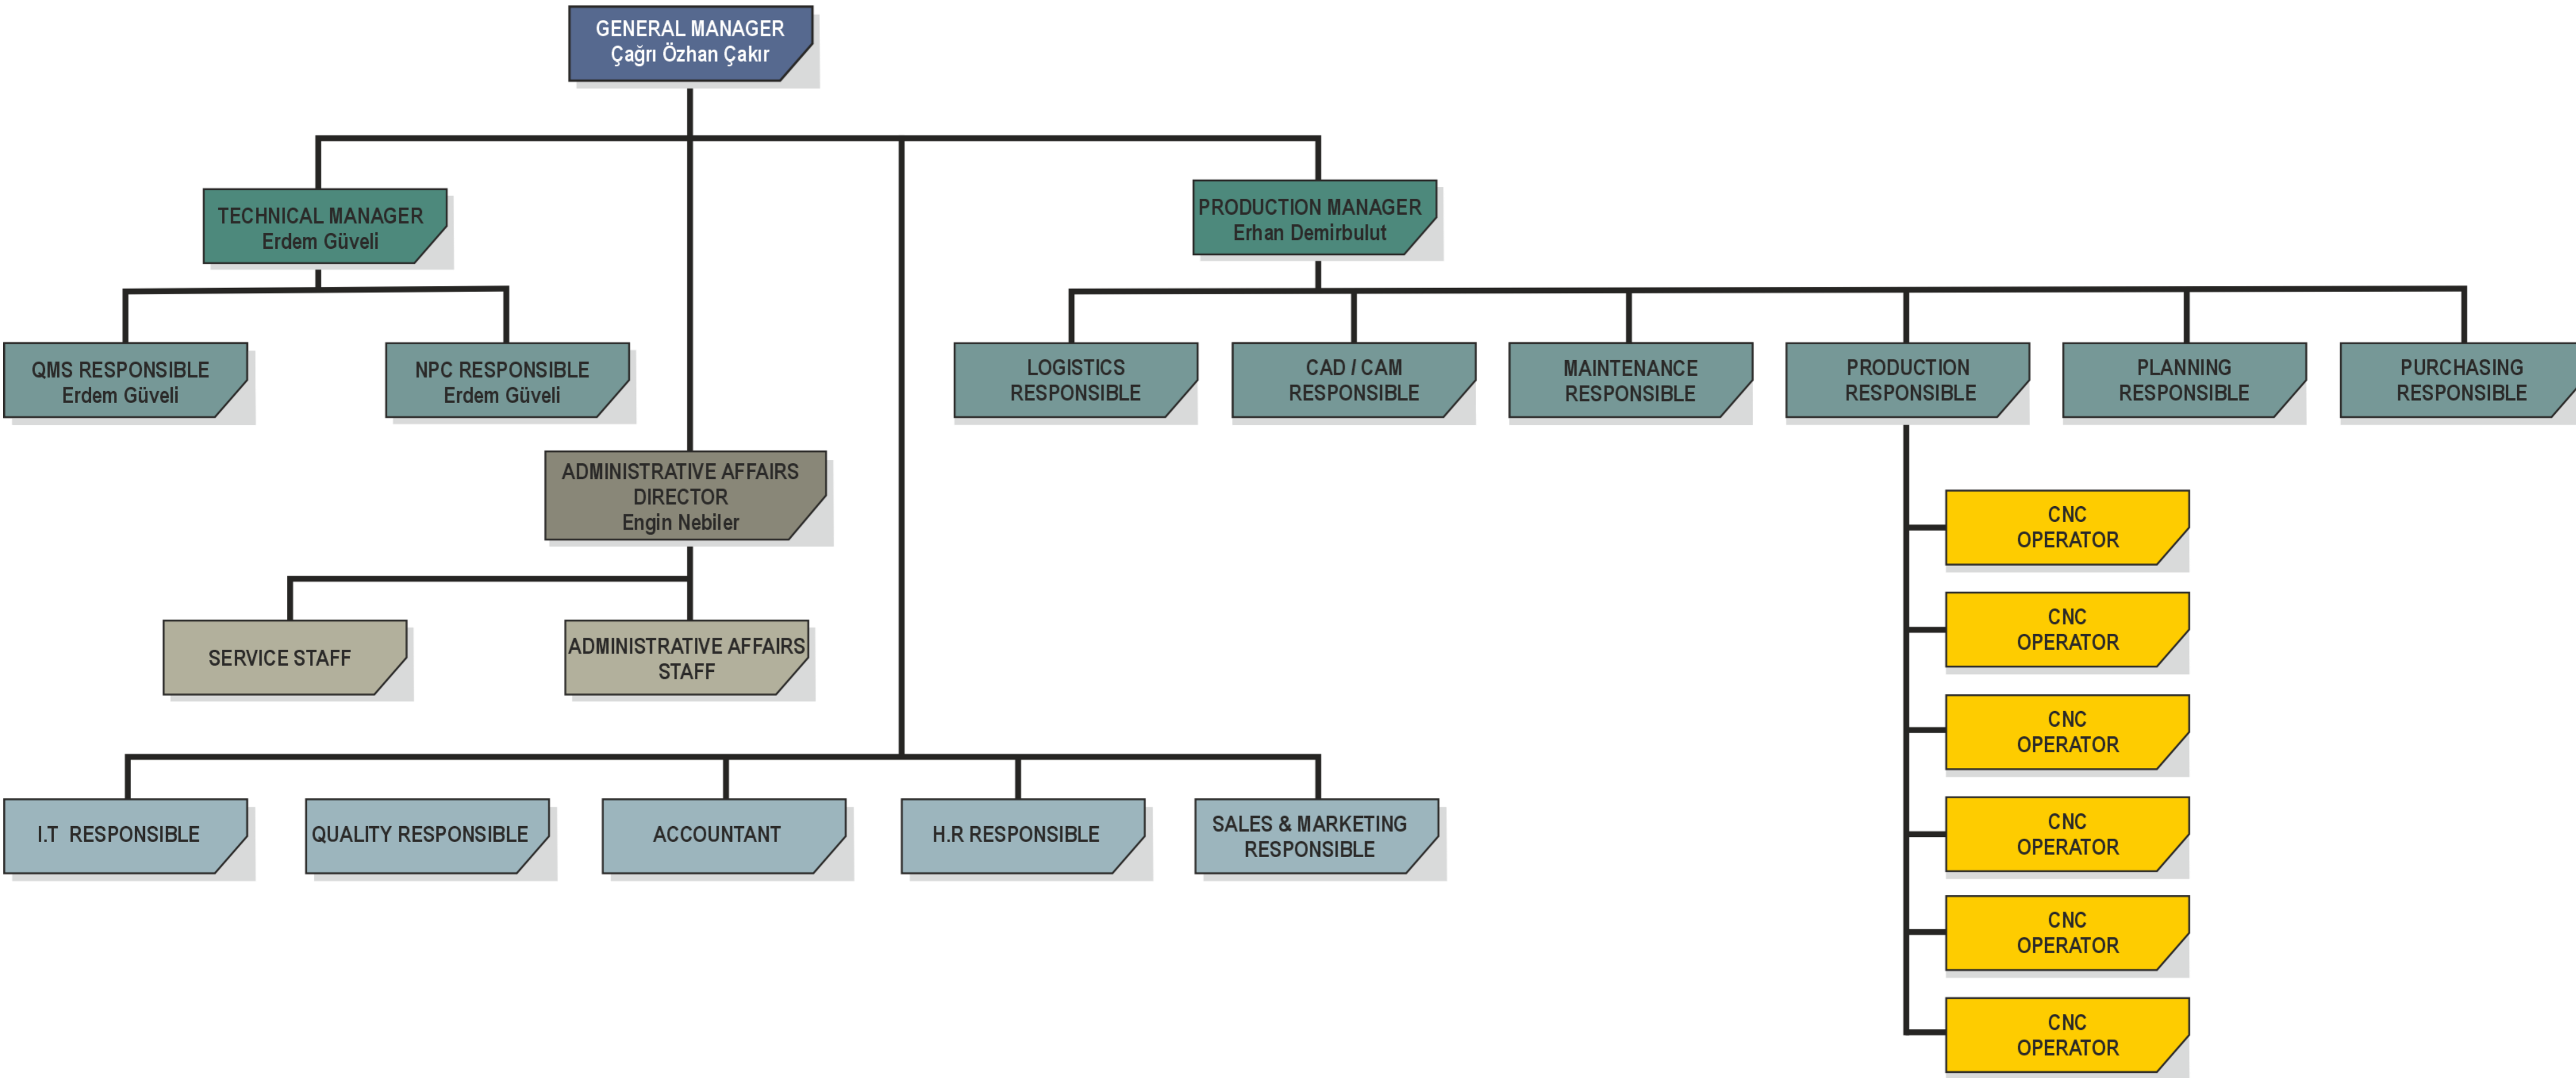 GENERAL MANAGER
Çağrı Özhan Çakır
TECHNICAL MANAGER
Erdem Güveli
PRODUCTION MANAGER
Erhan Demirbulut
QMS RESPONSIBLE
Erdem Güveli
NPC RESPONSIBLE
Erdem Güveli
LOGISTICS
RESPONSIBLE
CAD / CAM
RESPONSIBLE
MAINTENANCE
RESPONSIBLE
PRODUCTION
RESPONSIBLE
PLANNING
RESPONSIBLE
PURCHASING
RESPONSIBLE
ADMINISTRATIVE AFFAIRS
DIRECTOR
Engin Nebiler
SERVICE STAFF
ADMINISTRATIVE AFFAIRS
STAFF
I.T RESPONSIBLE
QUALITY RESPONSIBLE
ACCOUNTANT
H.R RESPONSIBLE
SALES & MARKETING
RESPONSIBLE
CNC
OPERATOR
CNC
OPERATOR
CNC
OPERATOR
CNC
OPERATOR
CNC
OPERATOR
CNC
OPERATOR